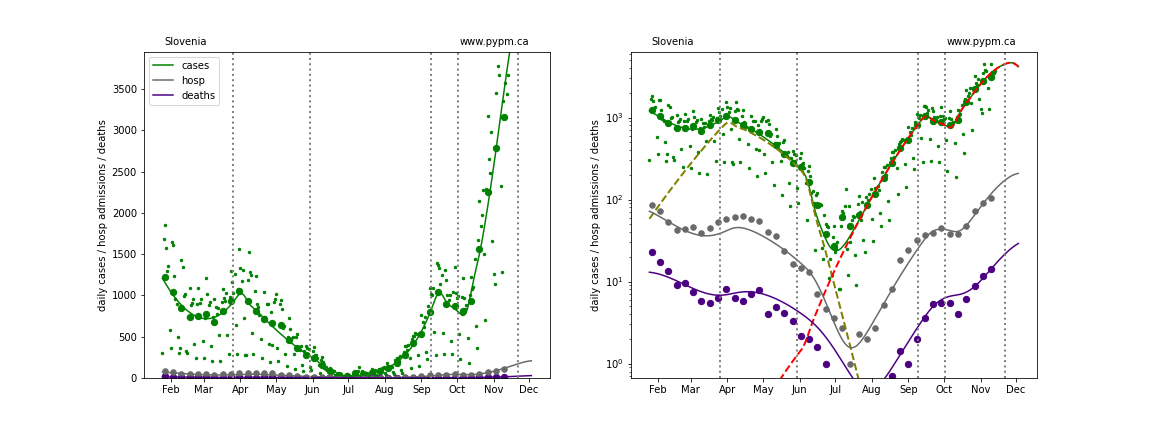 Slovenia www.pypm.ca
cases
hosp
deaths
daily cases / hosp admissions / deaths
3500
3000
2500
2000
1500
1000
500
0
Feb Mar Apr May Jun Jul Aug Sep Oct Nov Dec
Slovenia www.pypm.ca
daily cases / hosp admissions / deaths
10³
10²
10¹
10⁰
Feb Mar Apr May Jun Jul Aug Sep Oct Nov Dec